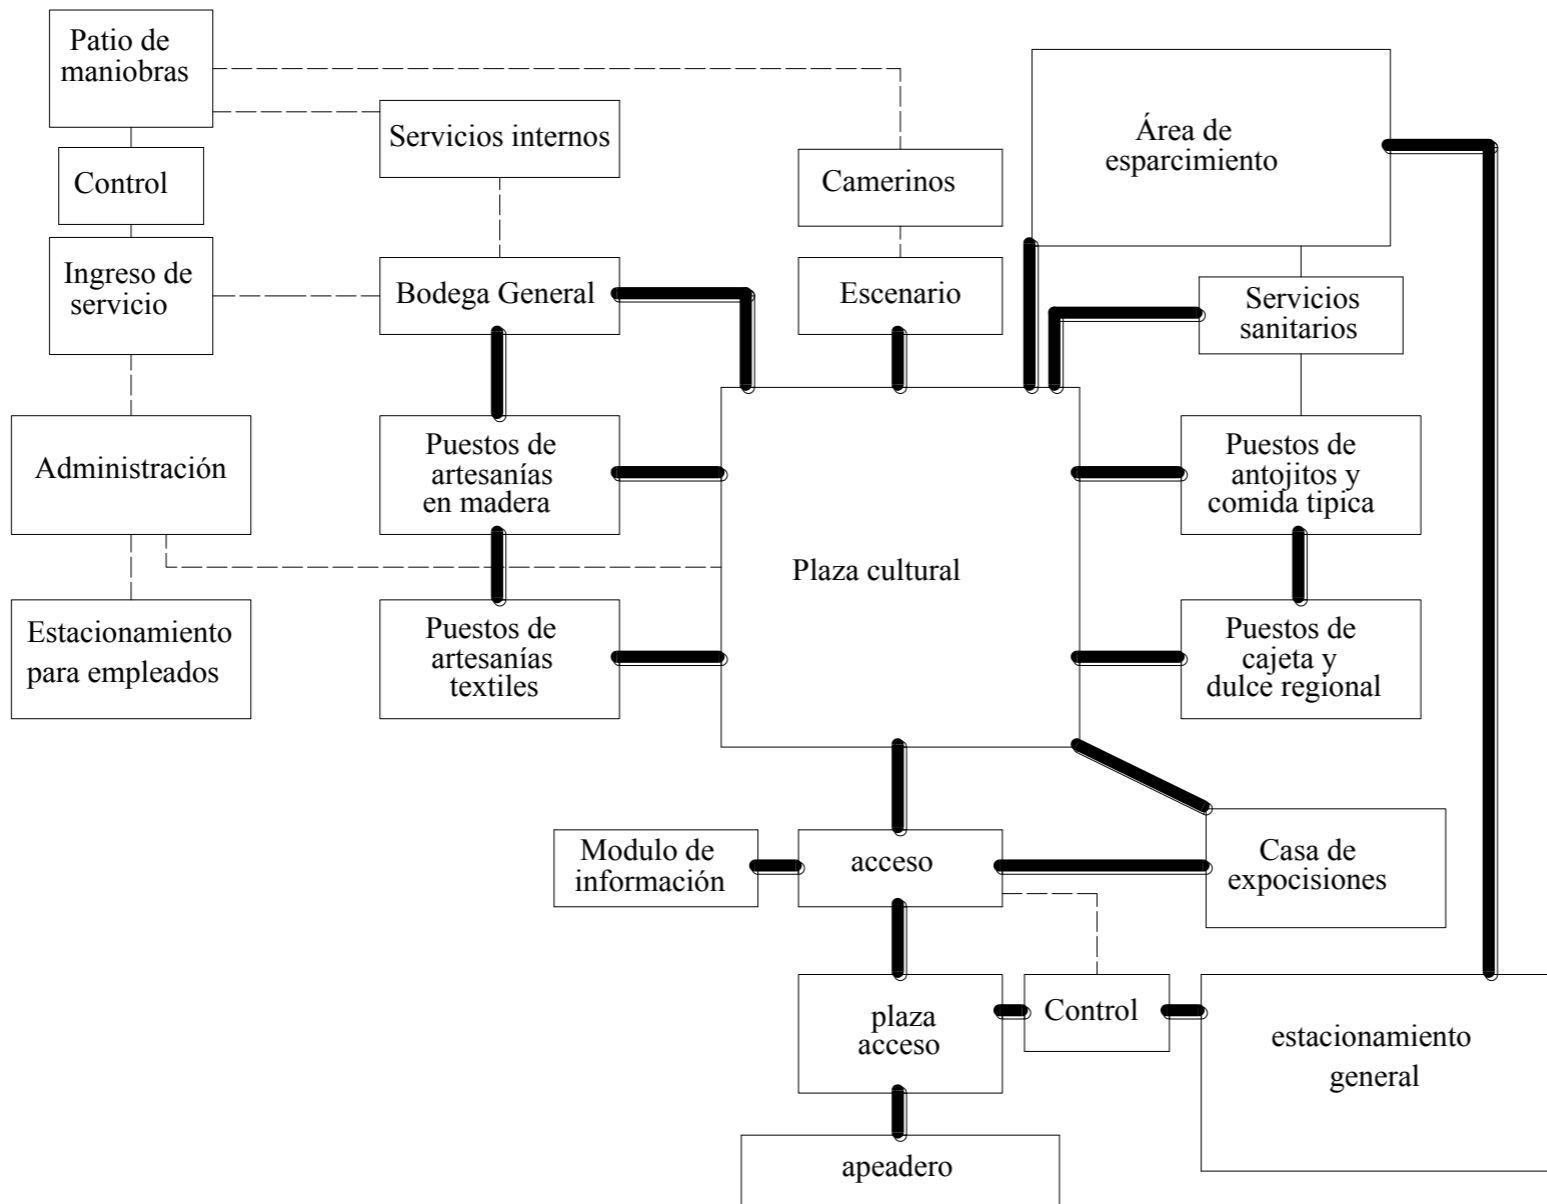 Patio de
maniobras
Servicios internos
Área de
esparcimiento
Control
Camerinos
Ingreso de
servicio
Bodega General
Escenario
Servicios
sanitarios
Administración
Puestos de
artesanías
en madera
Puestos de
antojitos y
comida tipica
Plaza cultural
Estacionamiento
para empleados
Puestos de
artesanías
textiles
Puestos de
cajeta y
dulce regional
Modulo de
información
acceso
Casa de
expocisiones
plaza
acceso
Control
estacionamiento
general
apeadero